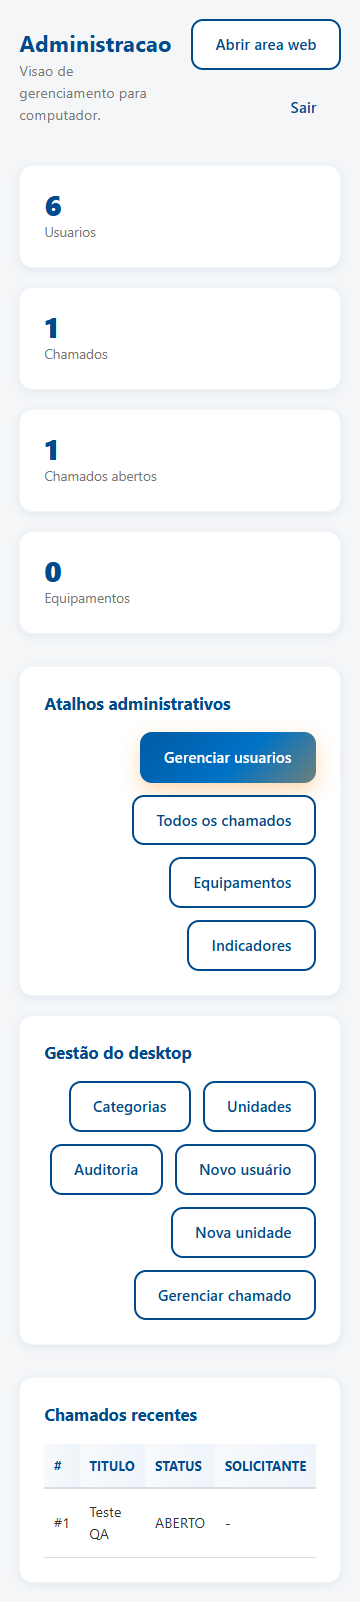 Administracao
Abrir area web
Visao de
gerenciamento para
computador.
Sair
6
Usuarios
1
Chamados
1
Chamados abertos
0
Equipamentos
Atalhos administrativos
Gerenciar usuarios
Todos os chamados
Equipamentos
Indicadores
Gestão do desktop
Categorias Unidades
Auditoria Novo usuário
Nova unidade
Gerenciar chamado
Chamados recentes
# TITULO STATUS SOLICITANTE
#1 Teste QA ABERTO -